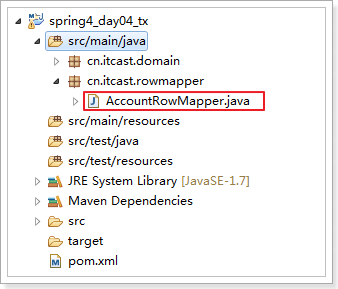 spring4_day04_tx
src/main/java
cn.itcast.domain
cn.itcast.rowmapper
AccountRowMapper.java
src/main/resources
src/test/java
src/test/resources
JRE System Library [JavaSE-1.7]
Maven Dependencies
src
target
pom.xml